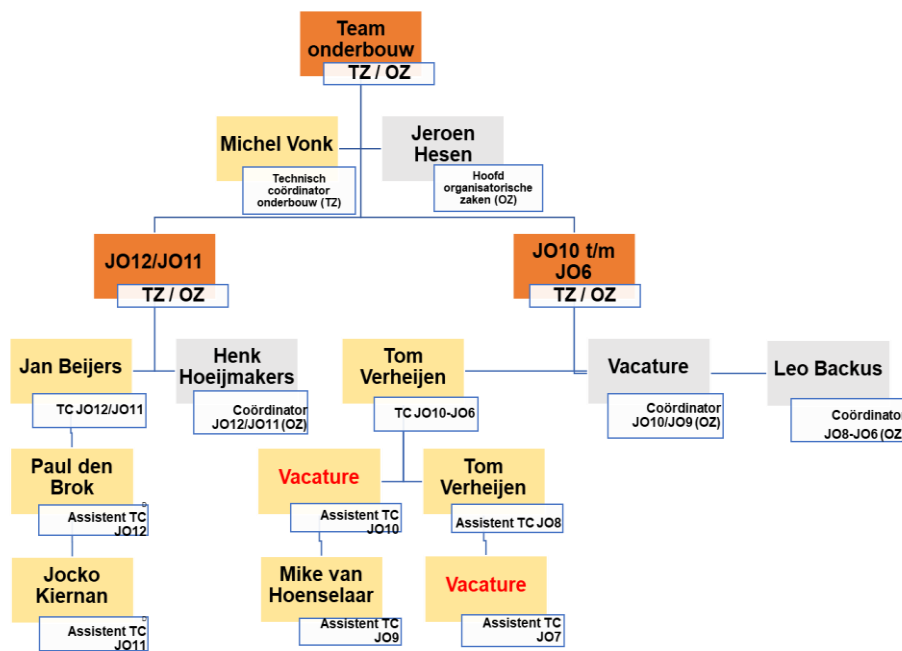 Team
onderbouw
TZ / OZ
Michel Vonk
Technisch
coördinator
onderbouw (TZ)
Jeroen
Hesen
Hoofd
organisatorische
zaken (OZ)
JO12/JO11
TZ / OZ
JO10 t/m
JO6
TZ / OZ
Jan Beijers
TC JO12/JO11
Henk
Hoeijmakers
Coördinator
JO12/JO11 (OZ)
Tom
Verheijen
TC JO10-JO6
Vacature
Coördinator
JO10/JO9 (OZ)
Leo Backus
Coördinator
JO8-JO6 (OZ
Paul den
Brok
Assistent TC
JO12
Vacature
Assistent TC
JO10
Tom
Verheijen
Assistent TC JO8
Jocko
Kiernan
Assistent TC
JO11
Mike van
Hoenselaar
Assistent TC
JO9
Vacature
Assistent TC
JO7